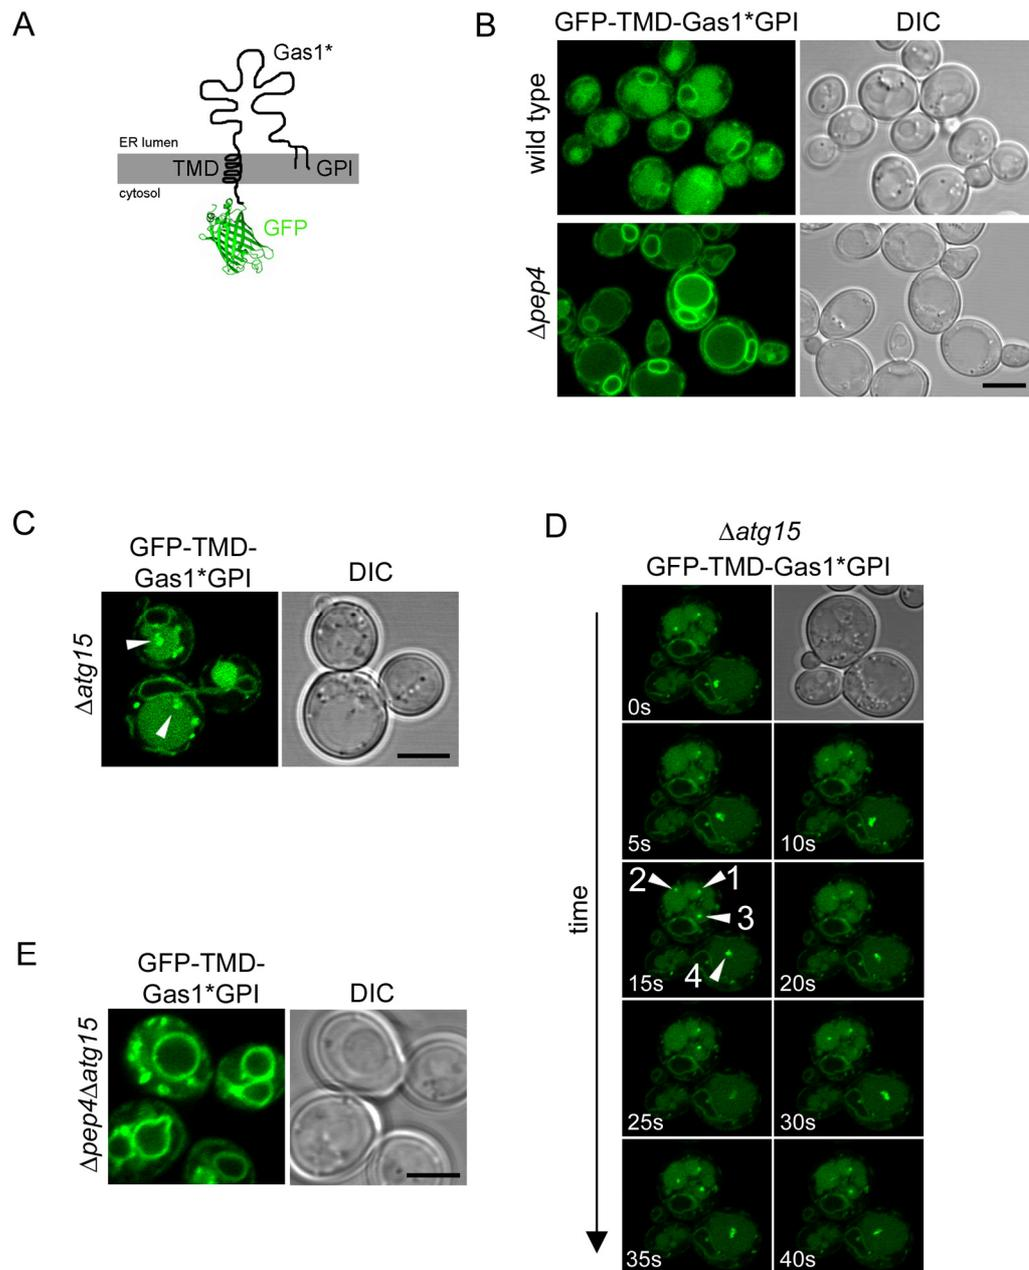 A
Gas1*
ER lumen
TMD
GPI
cytosol
GFP
B
GFP-TMD-Gas1*GPI
DIC
wild type
Δpep4
C
GFP-TMD-
Gas1*GPI
DIC
Δatg15
D
Δatg15
GFP-TMD-Gas1*GPI
time
0s
5s
10s
2
1
3
4
15s
20s
25s
30s
35s
40s
E
GFP-TMD-
Gas1*GPI
DIC
Δpep4Δatg15